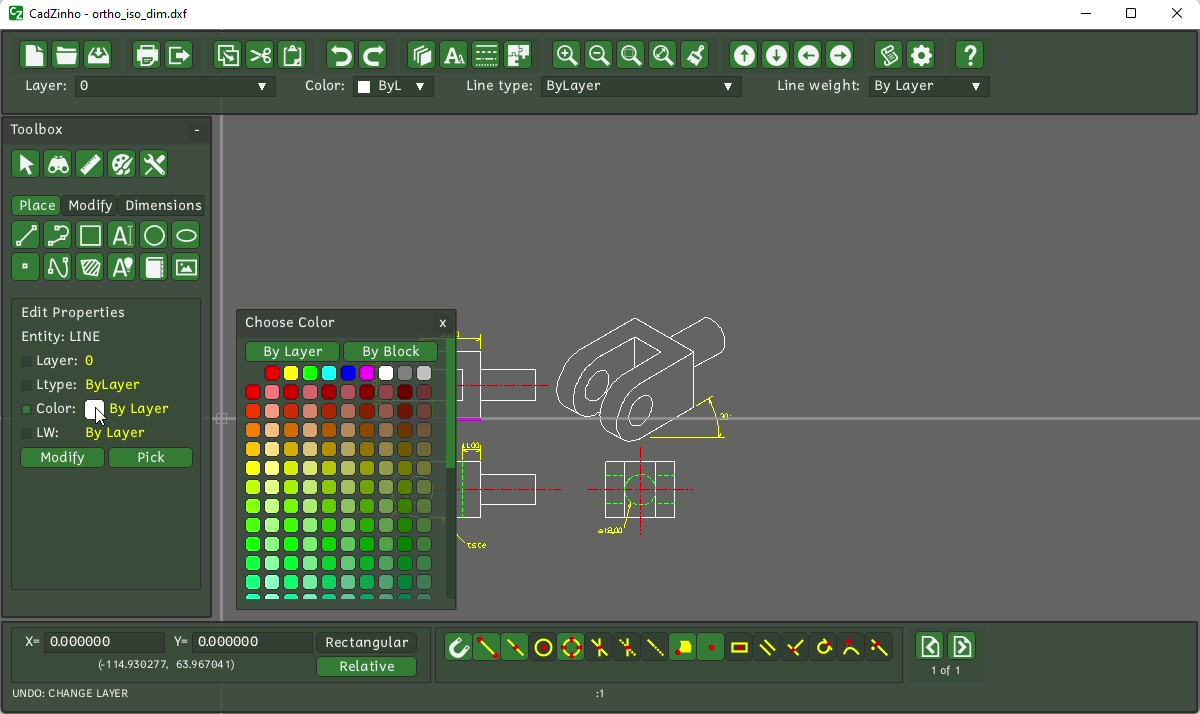 CadZinho - ortho_iso_dim.dxf
Layer: 0 Color: ByL Line type: ByLayer Line weight: By Layer
Toolbox -
Place Modify Dimensions
Edit Properties
Entity: LINE
Layer: 0
Ltype: ByLayer
Color: By Layer
LW: By Layer
Modify Pick
Choose Color x
By Layer By Block
30°
11.00
ø18,00
X= 0.000000 Y= 0.000000 Rectangular
(-114.930277, 63.967041) Relative
1 of 1
UNDO: CHANGE LAYER :1